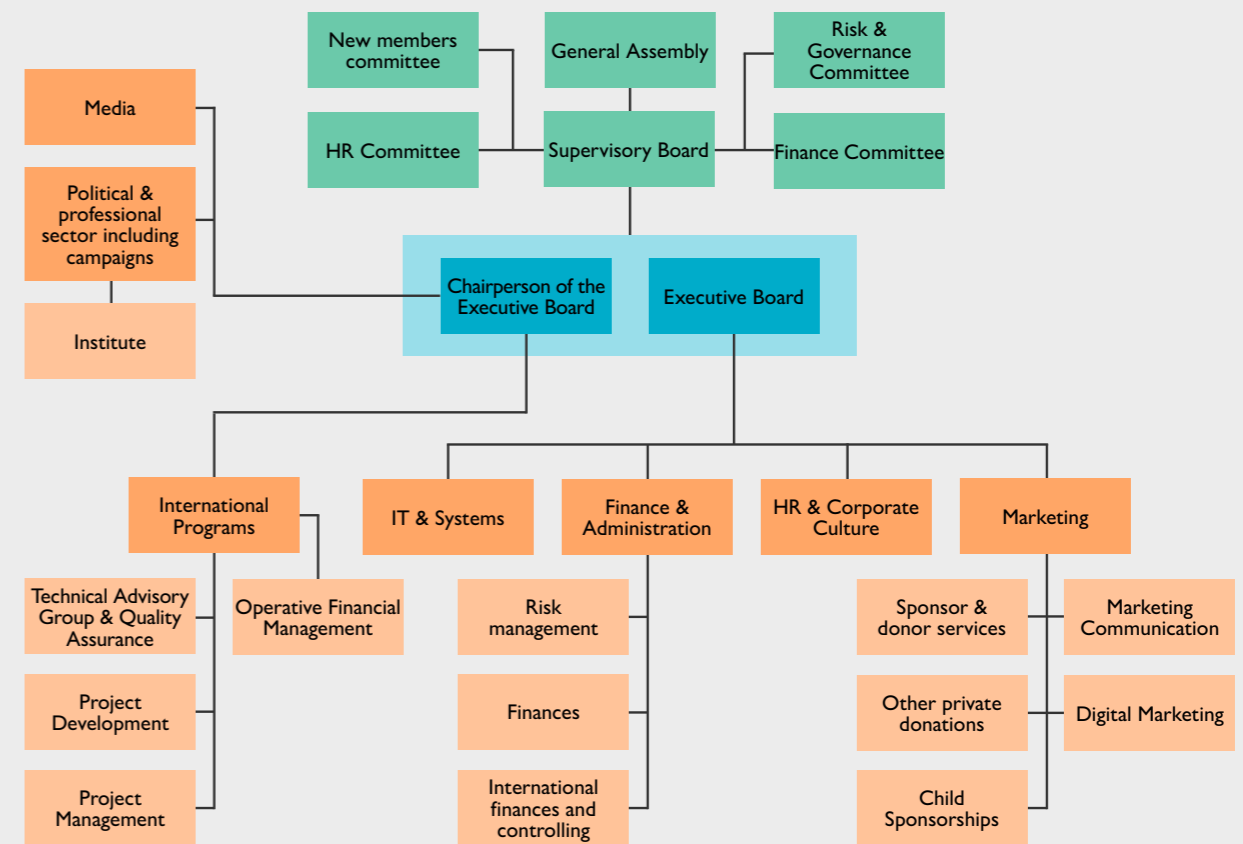 New members
committee
General Assembly
Risk &
Governance
Committee
Media
HR Committee
Supervisory Board
Finance Committee
Political &
professional
sector including
campaigns
Chairperson of the
Executive Board
Executive Board
Institute
International
Programs
IT & Systems
Finance &
Administration
HR & Corporate
Culture
Marketing
Technical Advisory
Group & Quality
Assurance
Operative Financial
Management
Risk
management
Sponsor &
donor services
Marketing
Communication
Project
Development
Finances
Other private
donations
Digital Marketing
Project
Management
International
finances and
controlling
Child
Sponsorships